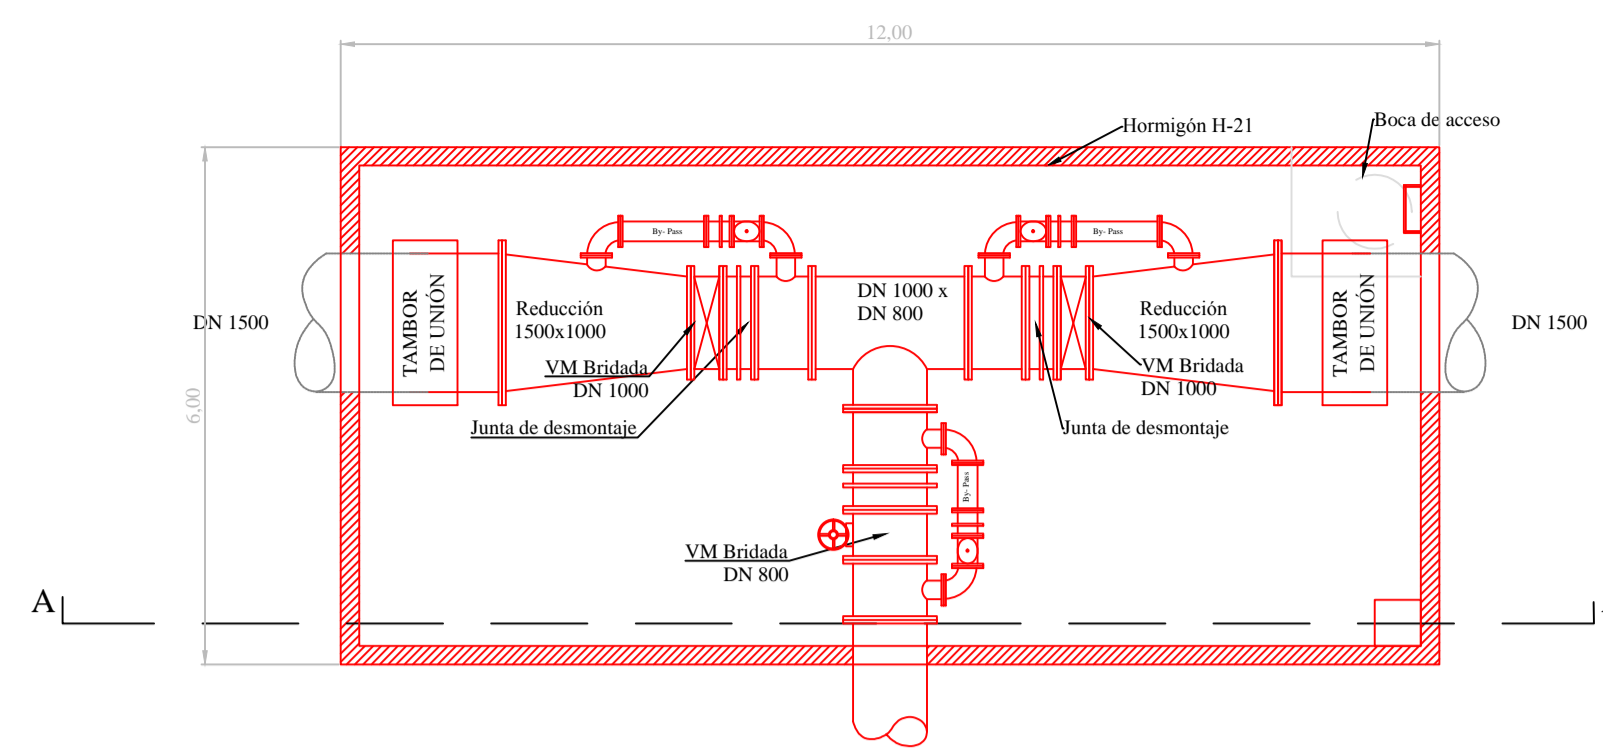 12,00
Hormigón H-21
Boca de acceso
By- Pass
By- Pass
DN 1500
TAMBOR
DE UNIÓN
Reducción
1500x1000
VM Bridada
DN 1000
Junta de desmontaje
DN 1000 x
DN 800
Reducción
1500x1000
VM Bridada
DN 1000
Junta de desmontaje
TAMBOR
DE UNIÓN
DN 1500
6,00
By- Pass
VM Bridada
DN 800
A